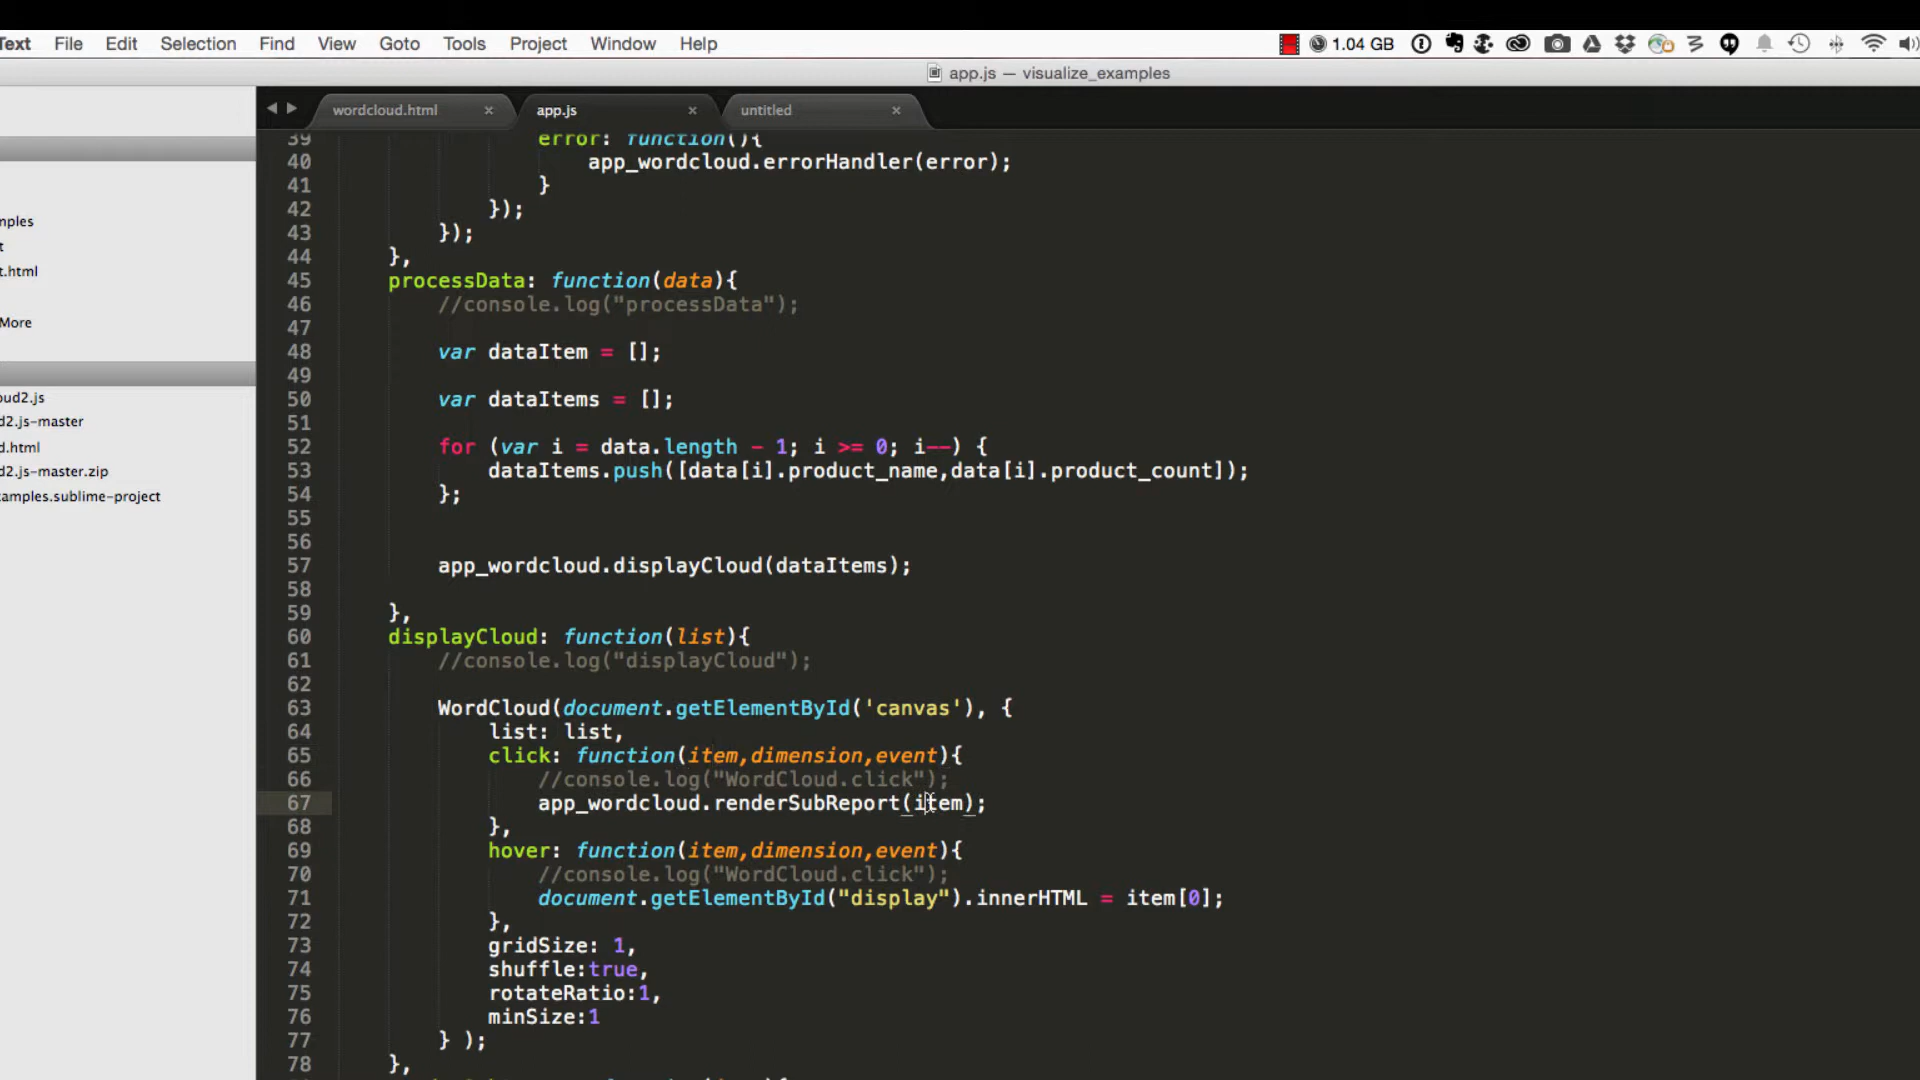 Text File Edit Selection Find View Goto Tools Project Window Help 1.04 GB
app.js — visualize_examples
wordcloud.html × app.js × untitled ×
39 error: function(){
40 app_wordcloud.errorHandler(error);
41 }
42 });
43 });
44 },
45 processData: function(data){
46 //console.log("processData");
47
48 var dataItem = [];
49
50 var dataItems = [];
51
52 for (var i = data.length - 1; i >= 0; i--) {
53 dataItems.push([data[i].product_name,data[i].product_count]);
54 };
55
56
57 app_wordcloud.displayCloud(dataItems);
58
59 },
60 displayCloud: function(list){
61 //console.log("displayCloud");
62
63 WordCloud(document.getElementById('canvas'), {
64 list: list,
65 click: function(item,dimension,event){
66 //console.log("WordCloud.click");
67 app_wordcloud.renderSubReport(item);
68 },
69 hover: function(item,dimension,event){
70 //console.log("WordCloud.click");
71 document.getElementById("display").innerHTML = item[0];
72 },
73 gridSize: 1,
74 shuffle:true,
75 rotateRatio:1,
76 minSize:1
77 } );
78 },
mples
t
t.html
More
oud2.js
d2.js-master
d.html
d2.js-master.zip
amples.sublime-project